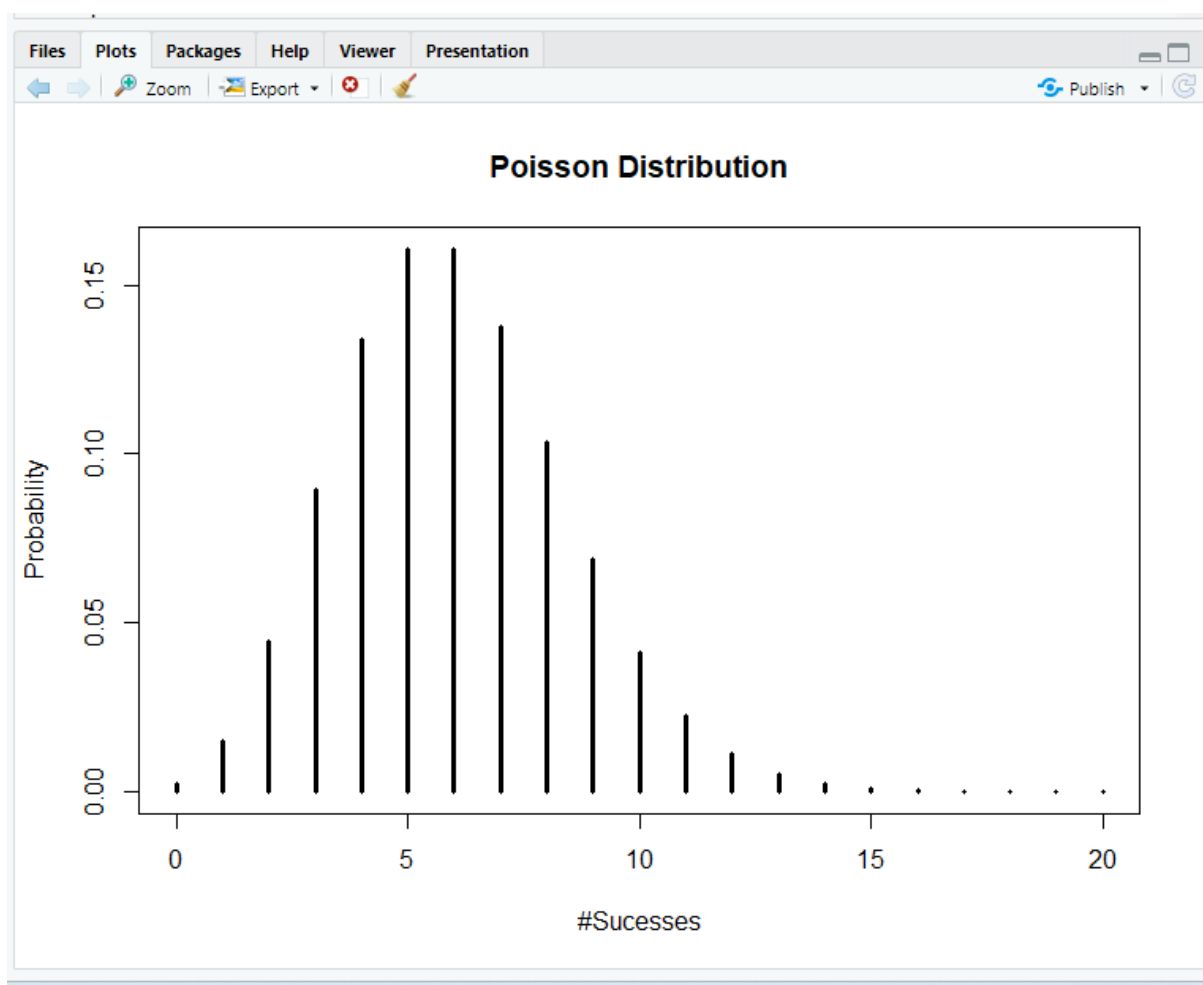 Files Plots Packages Help Viewer Presentation
Zoom Export Publish
Poisson Distribution
0.15
0.10
0.05
0.00
Probability
0 5 10 15 20
#Sucesses